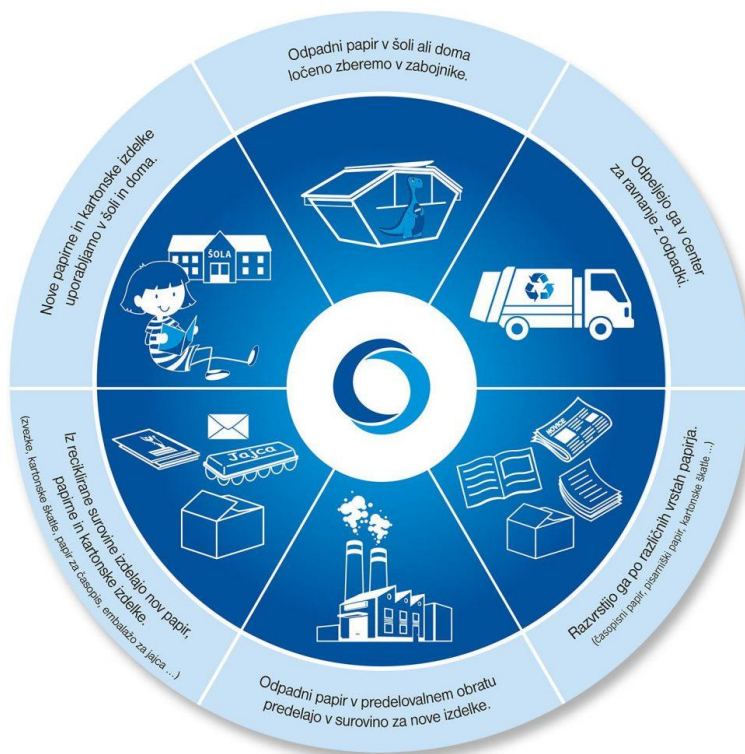 Odpadni papir v šoli ali doma
ločeno zberemo v zabojnike.
Odpeljejo ga v center
za ravnanje z odpadki.
Razvrstijo ga po različnih vrstah papirja.
(časopisni papir, pisarniški papir, kartonske škatle ...)
NOVICE
Odpadni papir v predelovalnem obratu
predelajo v surovino za nove izdelke.
Iz reciklirane surovine izdelajo nov papir,
papirne in kartonske izdelke.
(zvezke, kartonske škatle, papir za časopis, embalažo za jajca ...)
Jajca
Nove papirne in kartonske izdelke
uporabljamo v šoli in doma.
ŠOLA